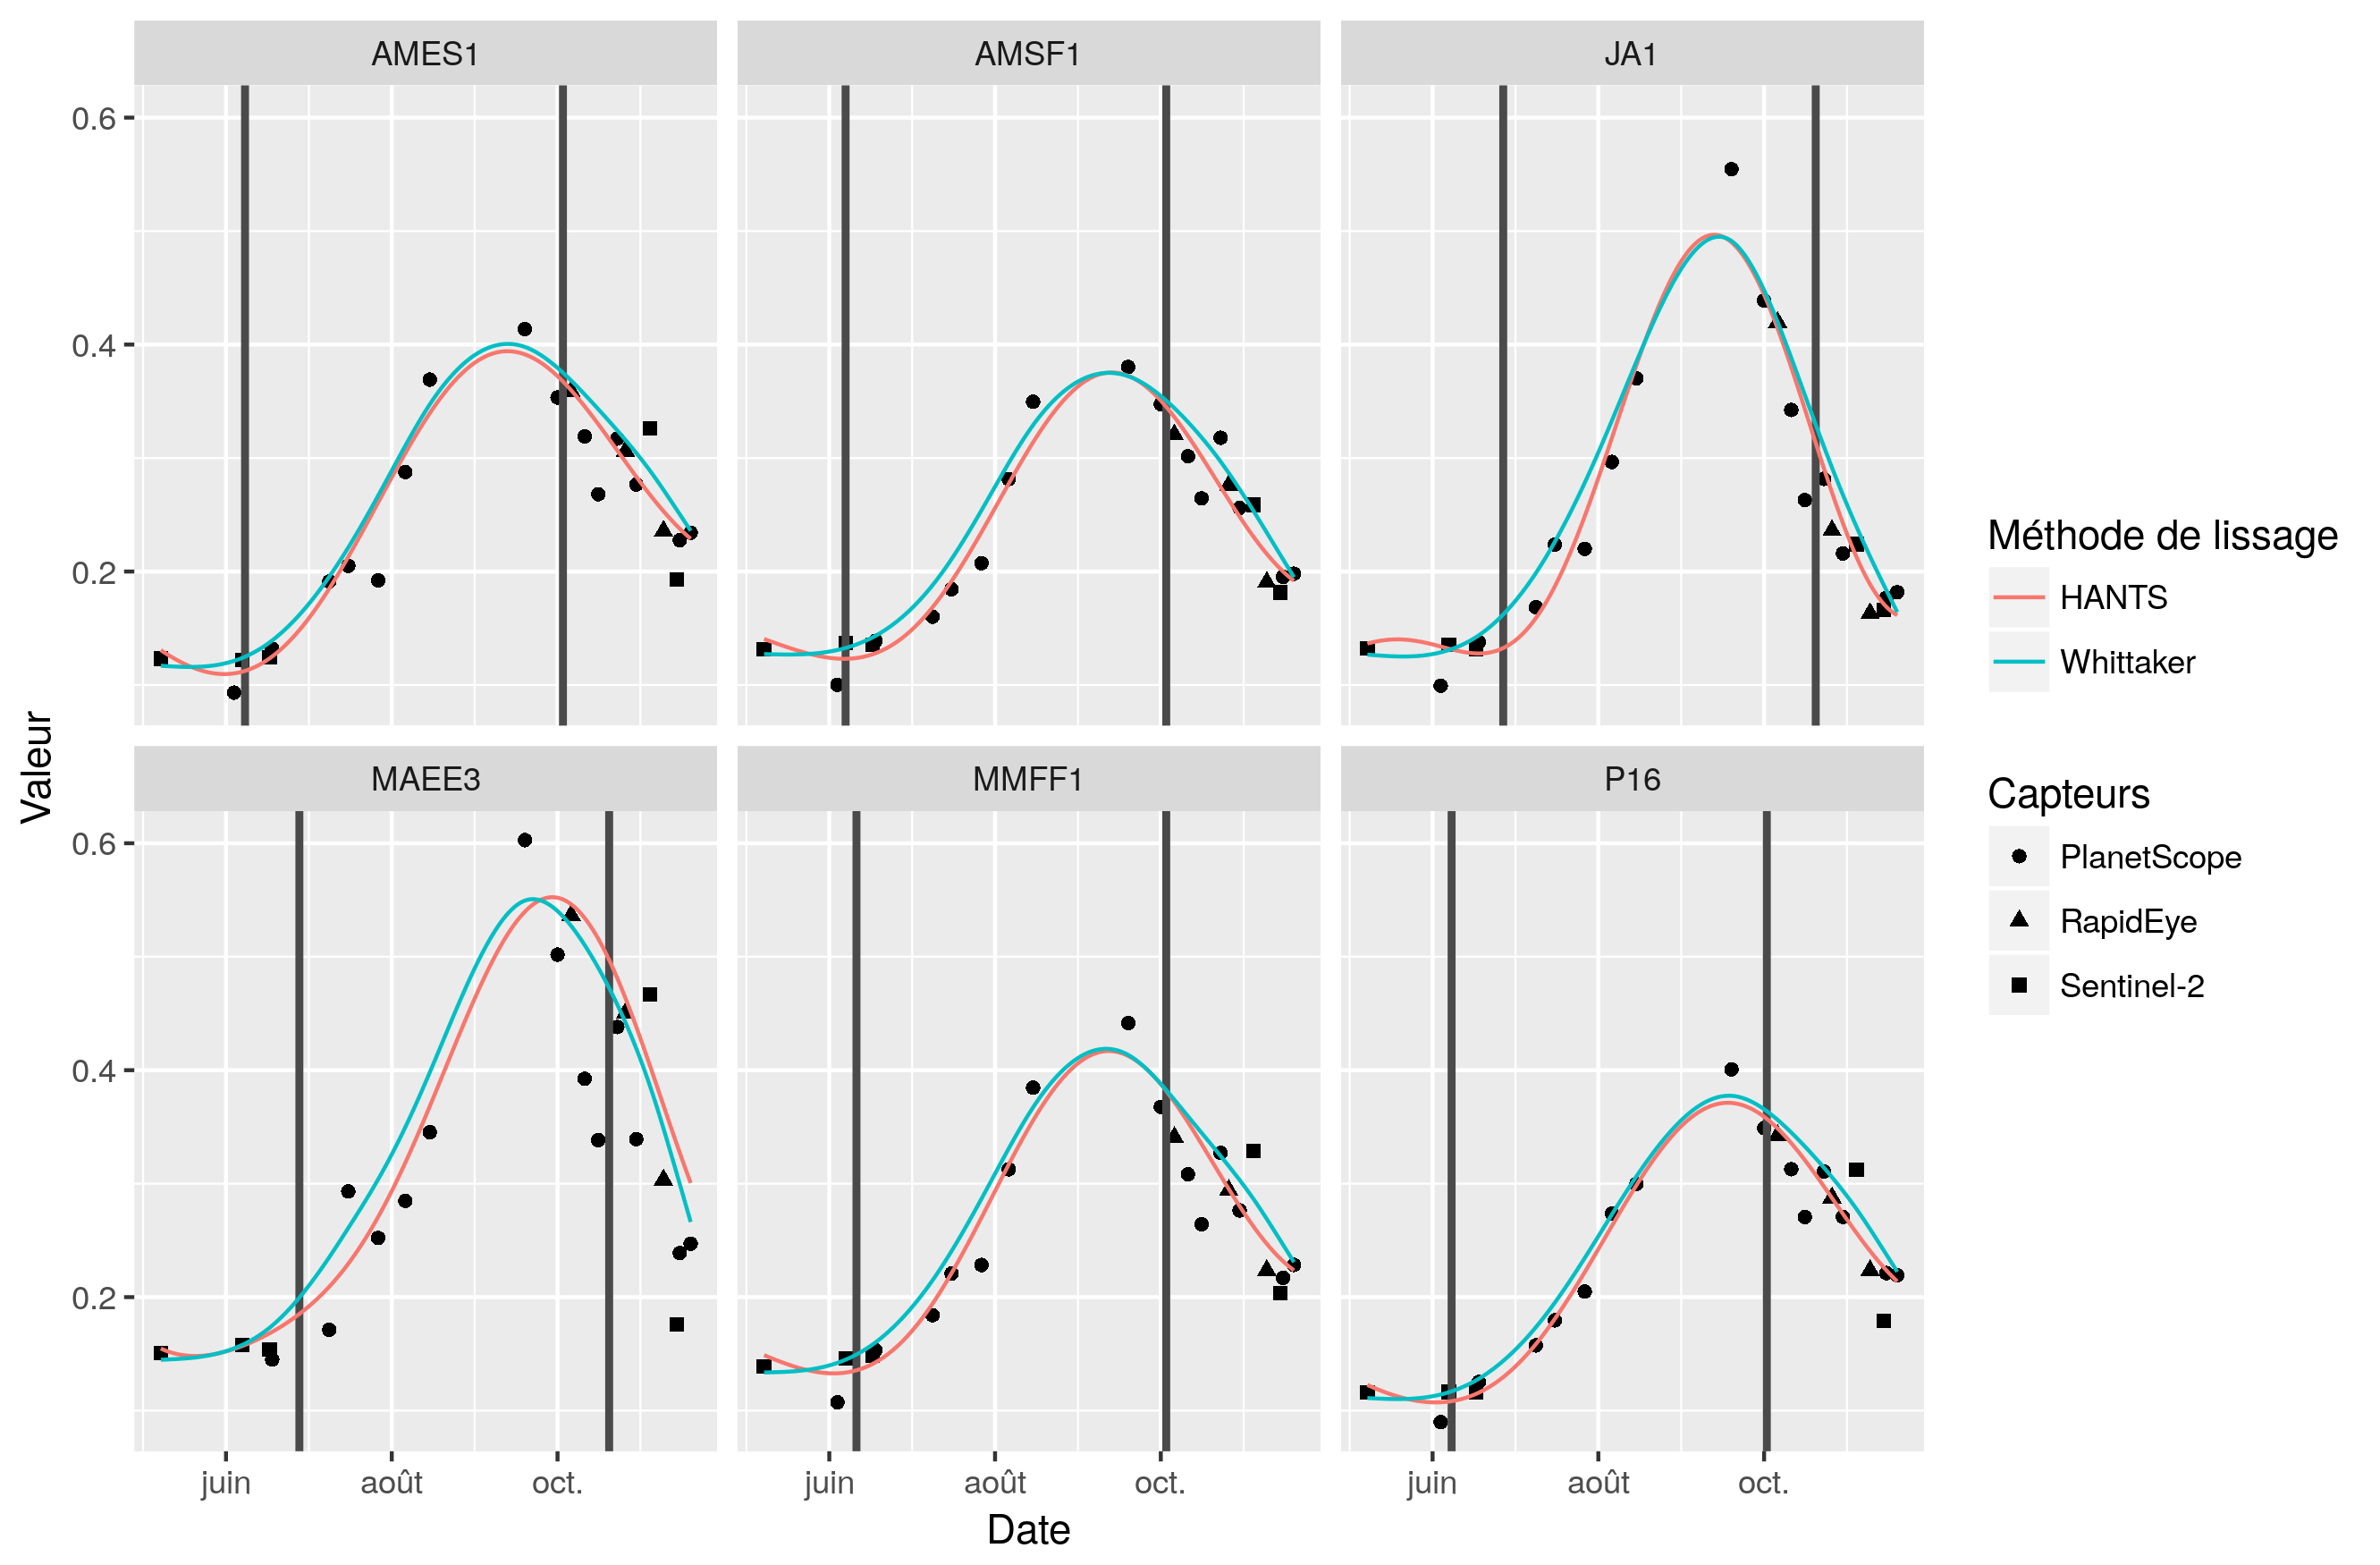 AMES1
AMSF1
JA1
0.6
0.4
0.2
MAEE3
MMFF1
P16
0.6
0.4
0.2
juin août oct.
juin août oct.
juin août oct.
Date
Valeur
Méthode de lissage
HANTS
Whittaker
Capteurs
PlanetScope
RapidEye
Sentinel-2